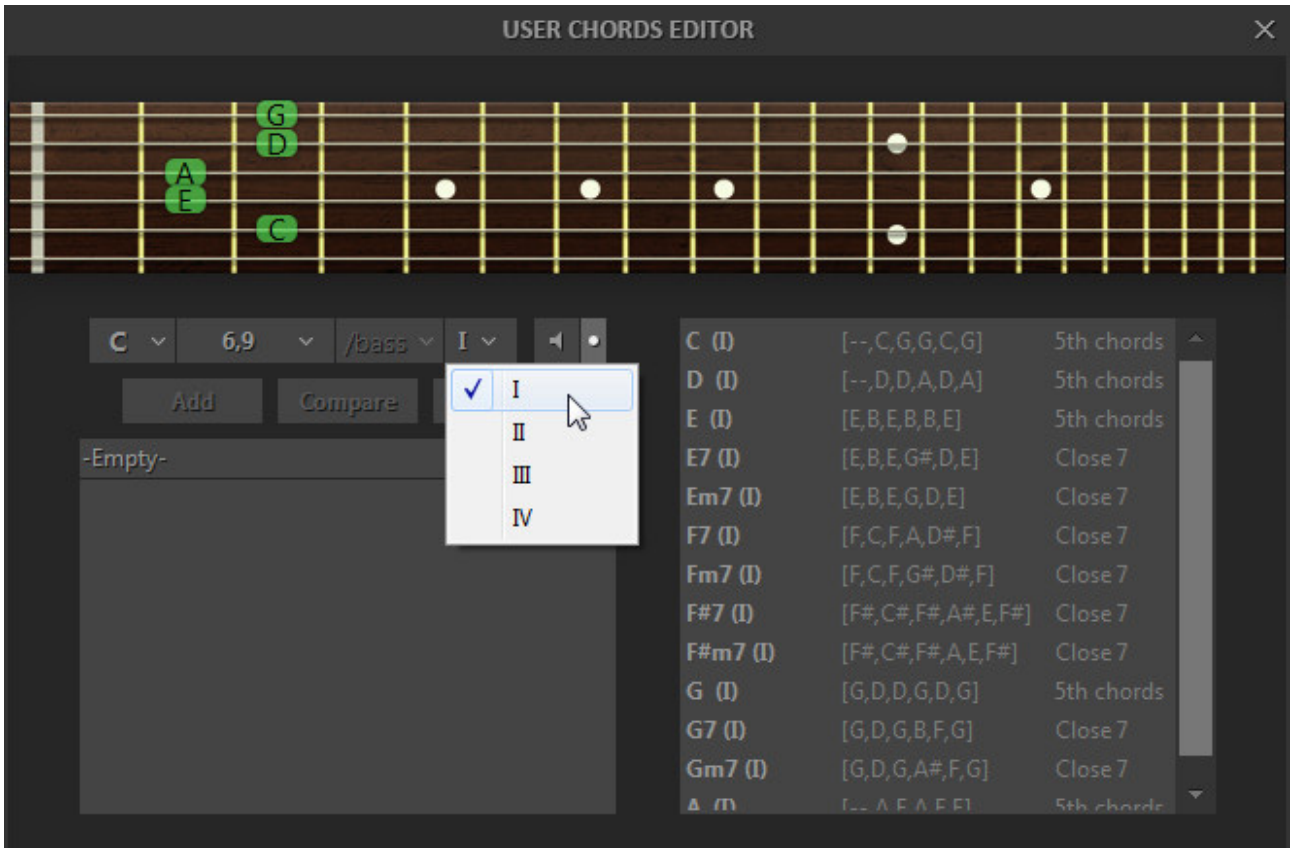 USER CHORDS EDITOR
G
D
A
E
C
C 6,9 /bass I
Add Compare
I
II
III
IV
-Empty-
C (I) [--,C,G,G,C,G] 5th chords
D (I) [--,D,D,A,D,A] 5th chords
E (I) [E,B,E,B,B,E] 5th chords
E7 (I) [E,B,E,G#,D,E] Close 7
Em7 (I) [E,B,E,G,D,E] Close 7
F7 (I) [F,C,F,A,D#,F] Close 7
Fm7 (I) [F,C,F,G#,D#,F] Close 7
F#7 (I) [F#,C#,F#,A#,E,F#] Close 7
F#m7 (I) [F#,C#,F#,A,E,F#] Close 7
G (I) [G,D,D,G,D,G] 5th chords
G7 (I) [G,D,G,B,F,G] Close 7
Gm7 (I) [G,D,G,A#,F,G] Close 7
A (I) [--,A,E,A,E,E] 5th chords